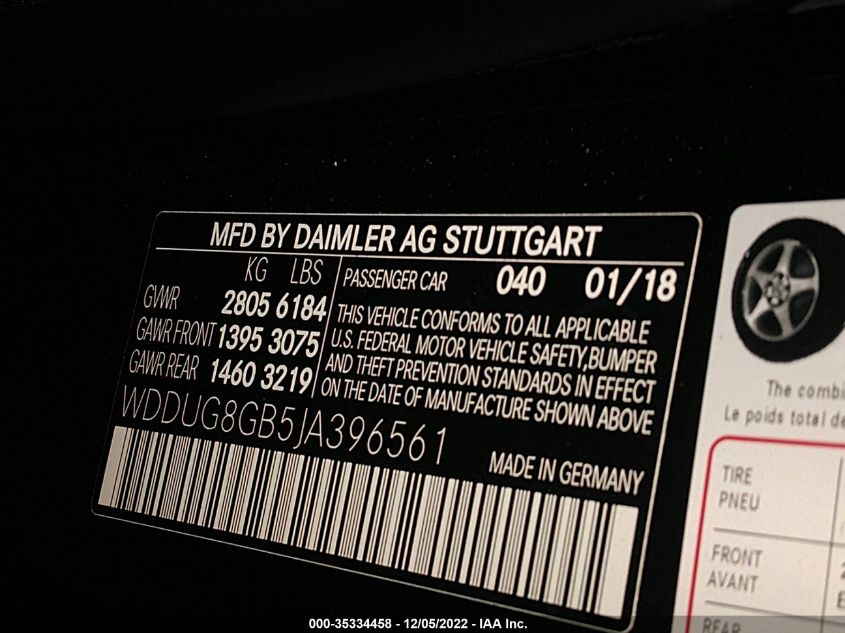 MFD BY DAIMLER AG STUTTGART
KG LBS
GVWR 2805 6184
GAWR FRONT 1395 3075
GAWR REAR 1460 3219
PASSENGER CAR 040 01/18
THIS VEHICLE CONFORMS TO ALL APPLICABLE
U.S. FEDERAL MOTOR VEHICLE SAFETY,BUMPER
AND THEFT PREVENTION STANDARDS IN EFFECT
ON THE DATE OF MANUFACTURE SHOWN ABOVE
WDDUG8GB5JA396561
MADE IN GERMANY
The combi
Le poids total de
TIRE
PNEU
FRONT
AVANT
REAR
000-35334458 - 12/05/2022 - IAA Inc.